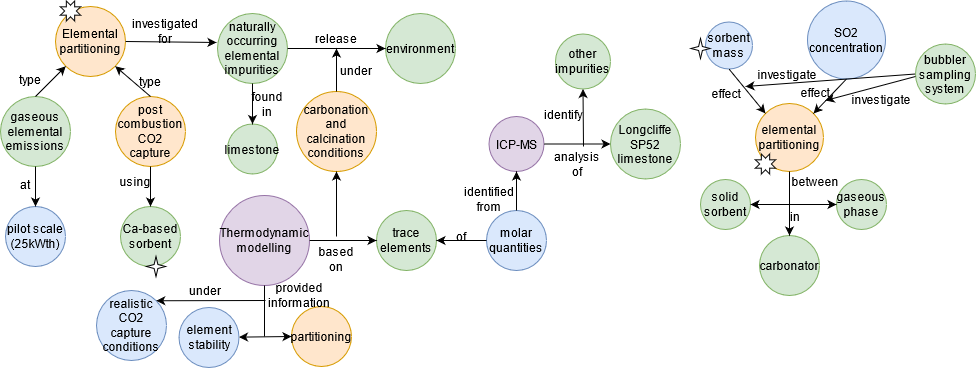 Elemental
partitioning
investigated
for
naturally
occurring
elemental
impurities
release
environment
type
type
under
found
in
gaseous
elemental
emissions
post
combustion
CO2
capture
carbonation
and
calcination
conditions
limestone
at
using
pilot scale
(25kWth)
Ca-based
sorbent
Thermodynamic
modelling
based
on
trace
elements
of
molar
quantities
identified
from
ICP-MS
identify
other
impurities
analysis
of
Longcliffe
SP52
limestone
under
provided
information
realistic
CO2
capture
conditions
element
stability
partitioning
sorbent
mass
SO2
concentration
bubbler
sampling
system
investigate
effect
effect
investigate
elemental
partitioning
between
solid
sorbent
gaseous
phase
in
carbonator